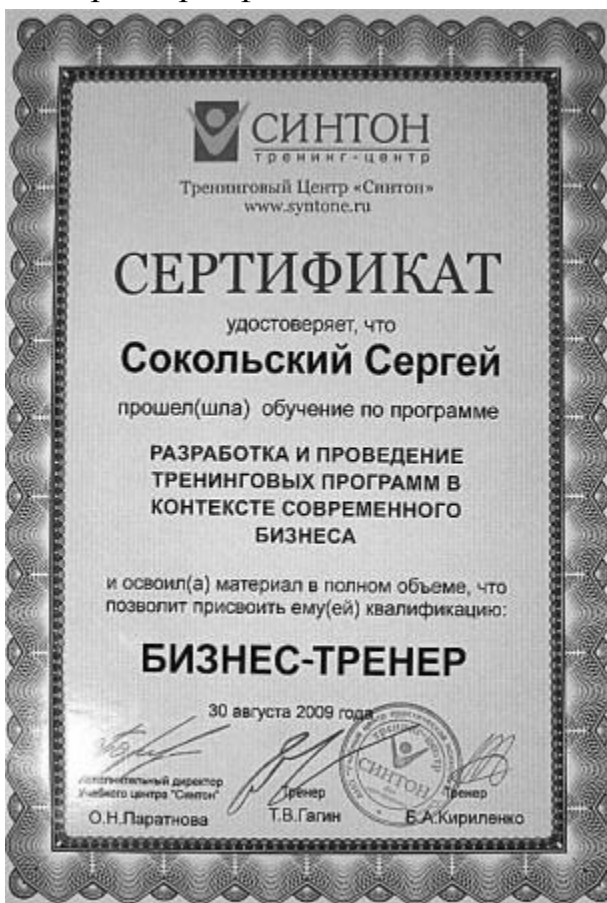 СИНТОН
тренинг-центр
Тренинговый Центр «Синтон»
www.syntone.ru
СЕРТИФИКАТ
удостоверяет, что
Сокольский Сергей
прошел(шла) обучение по программе
РАЗРАБОТКА И ПРОВЕДЕНИЕ
ТРЕНИНГОВЫХ ПРОГРАММ В
КОНТЕКСТЕ СОВРЕМЕННОГО
БИЗНЕСА
и освоил(а) материал в полном объеме, что
позволит присвоить ему(ей) квалификацию:
БИЗНЕС-ТРЕНЕР
30 августа 2009 года
Исполнительный директор
Учебного центра "Синтон"
О.Н.Паратнова
Тренер
Т.В.Гагин
тренинг-центр
СИНТОН
Тренер
Б.А.Кириленко